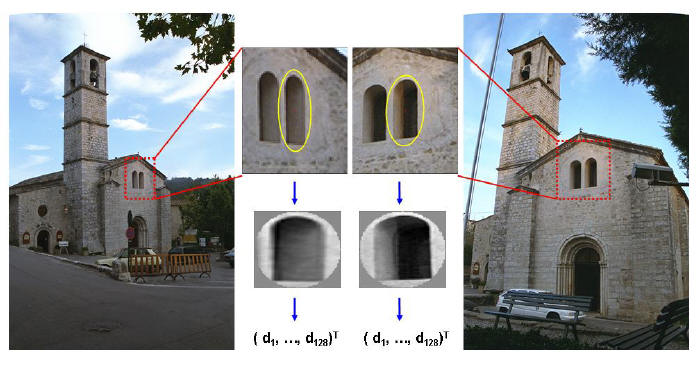 ( d1, ..., d128)T
( d1, ..., d128)T